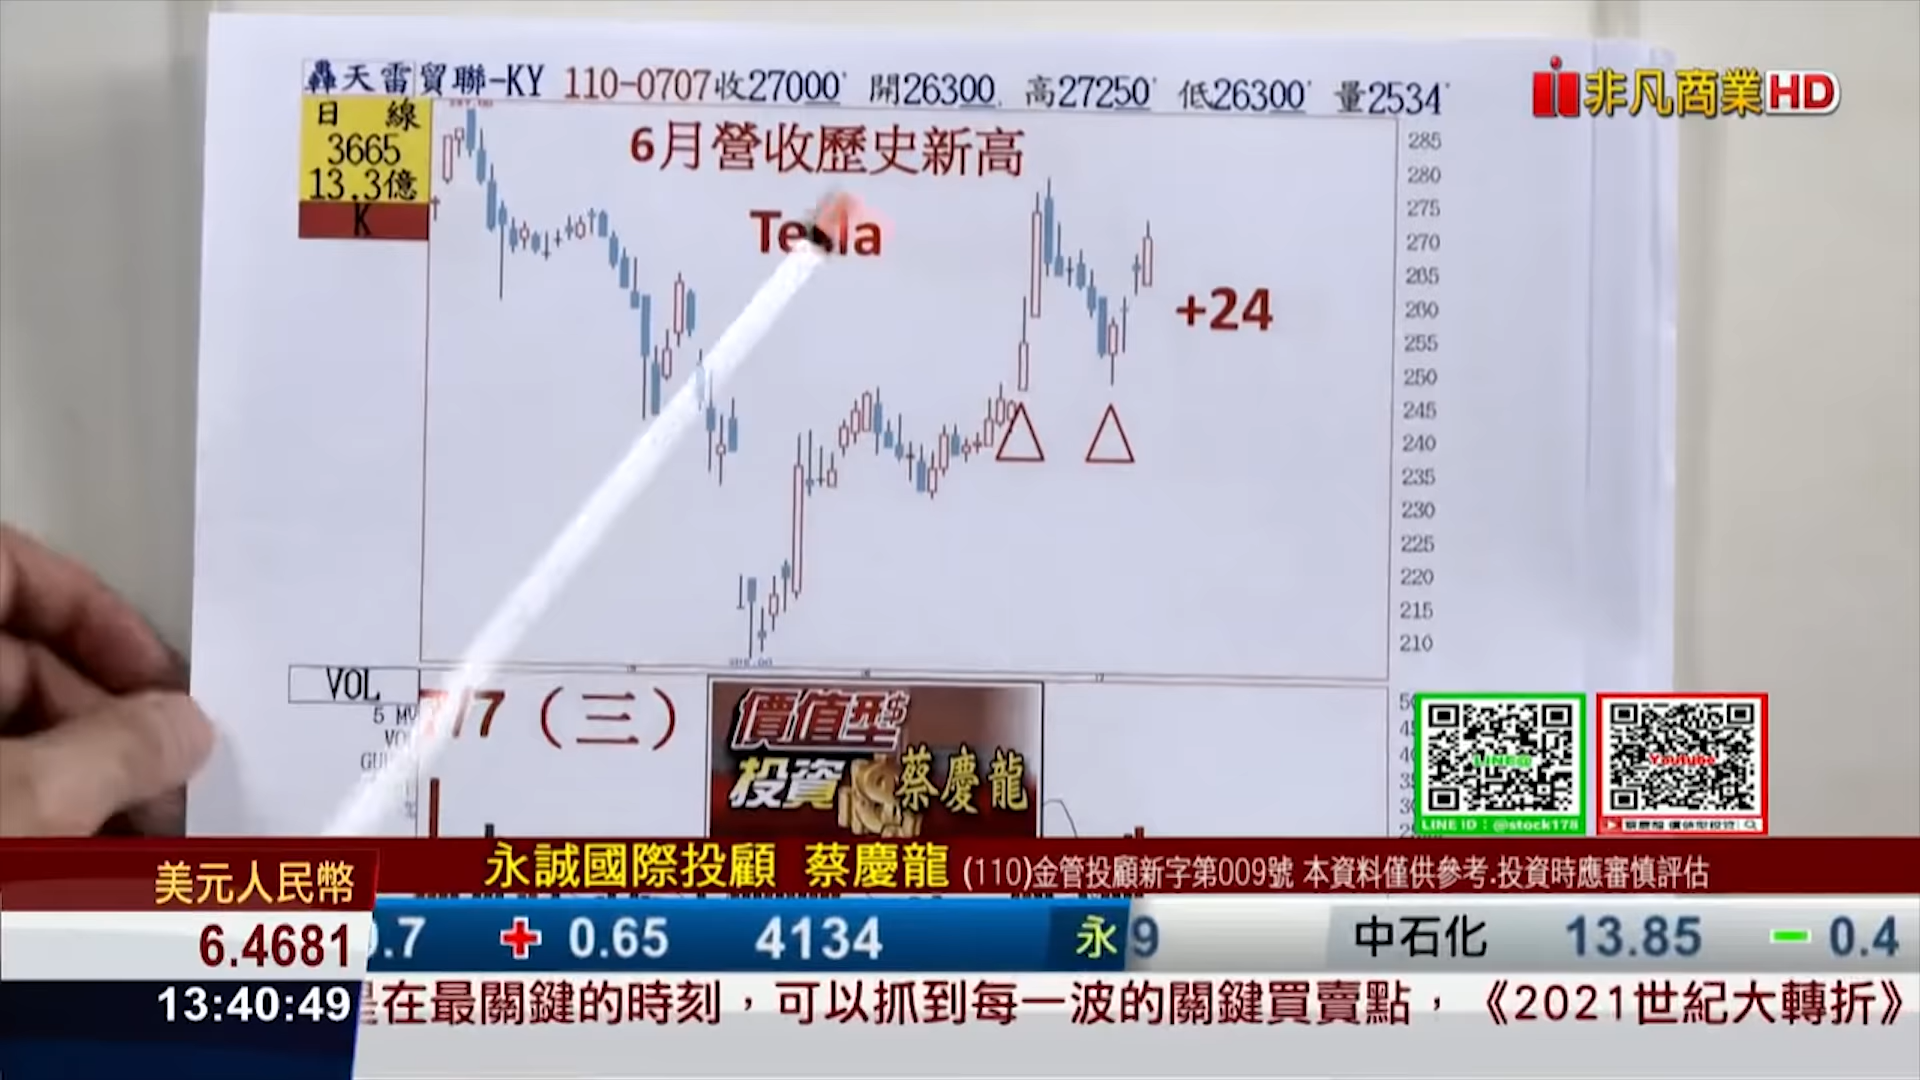 轟天雷貿聯-KY 110-0707收27000 開26300 高27250 低26300 量2534
非凡商業HD
日 線
3665
13.3億
K
6月營收歷史新高
Tesla
+24
285
280
275
270
265
260
255
250
245
240
235
230
225
220
215
210
VOL
7/7（三）
價值型
投資 蔡慶龍
LINE@
LINE ID：@stock178
YouTube
永誠國際投顧 蔡慶龍 (110)金管投顧新字第009號 本資料僅供參考.投資時應審慎評估
美元人民幣
6.4681
.7 + 0.65 4134 永 9 中石化 13.85 - 0.4
13:40:49
在最關鍵的時刻，可以抓到每一波的關鍵買賣點，《2021世紀大轉折》